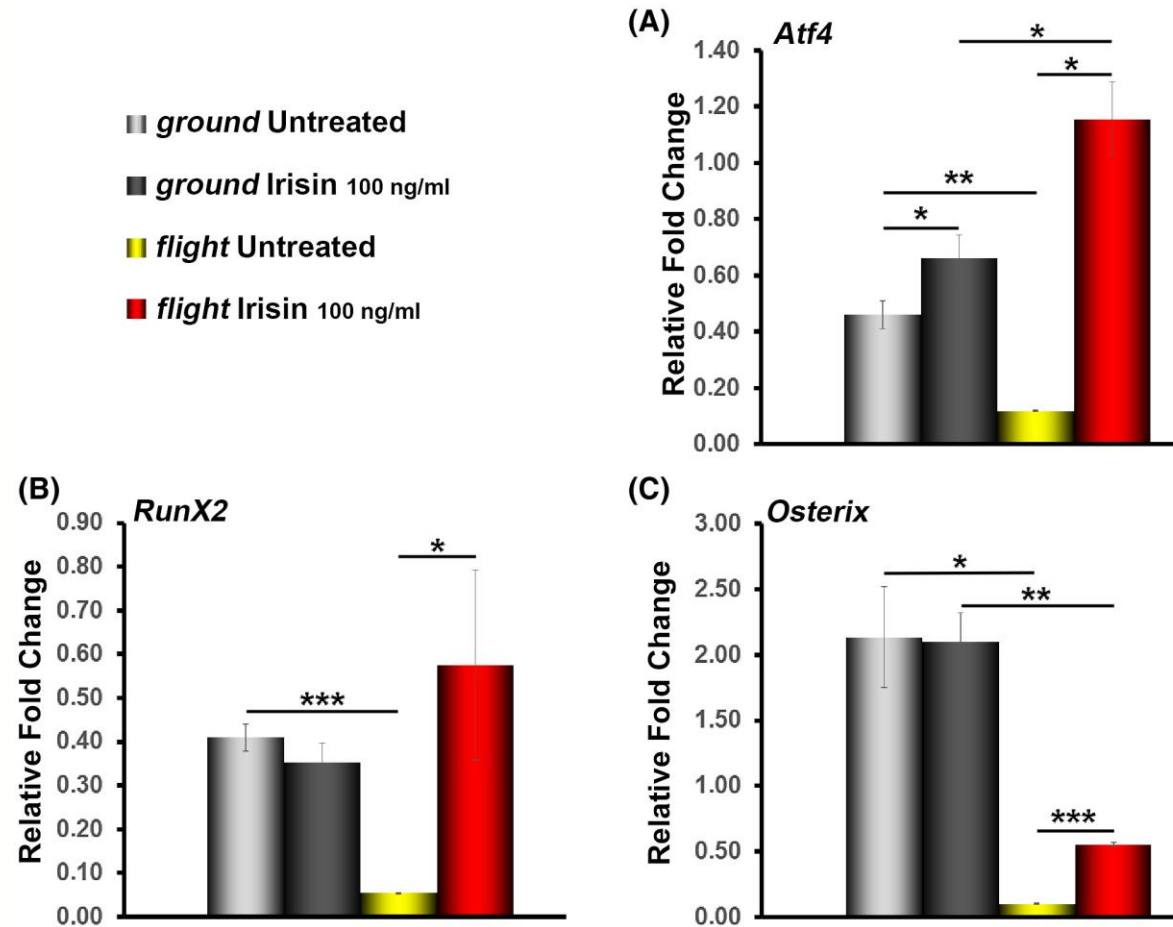 ground Untreated
ground Irisin 100 ng/ml
flight Untreated
flight Irisin 100 ng/ml
(A)
Atf4
Relative Fold Change
1.40
1.20
1.00
0.80
0.60
0.40
0.20
0.00
*
*
**
*
(B)
RunX2
Relative Fold Change
0.90
0.80
0.70
0.60
0.50
0.40
0.30
0.20
0.10
0.00
*
***
(C)
Osterix
Relative Fold Change
3.00
2.50
2.00
1.50
1.00
0.50
0.00
*
**
***